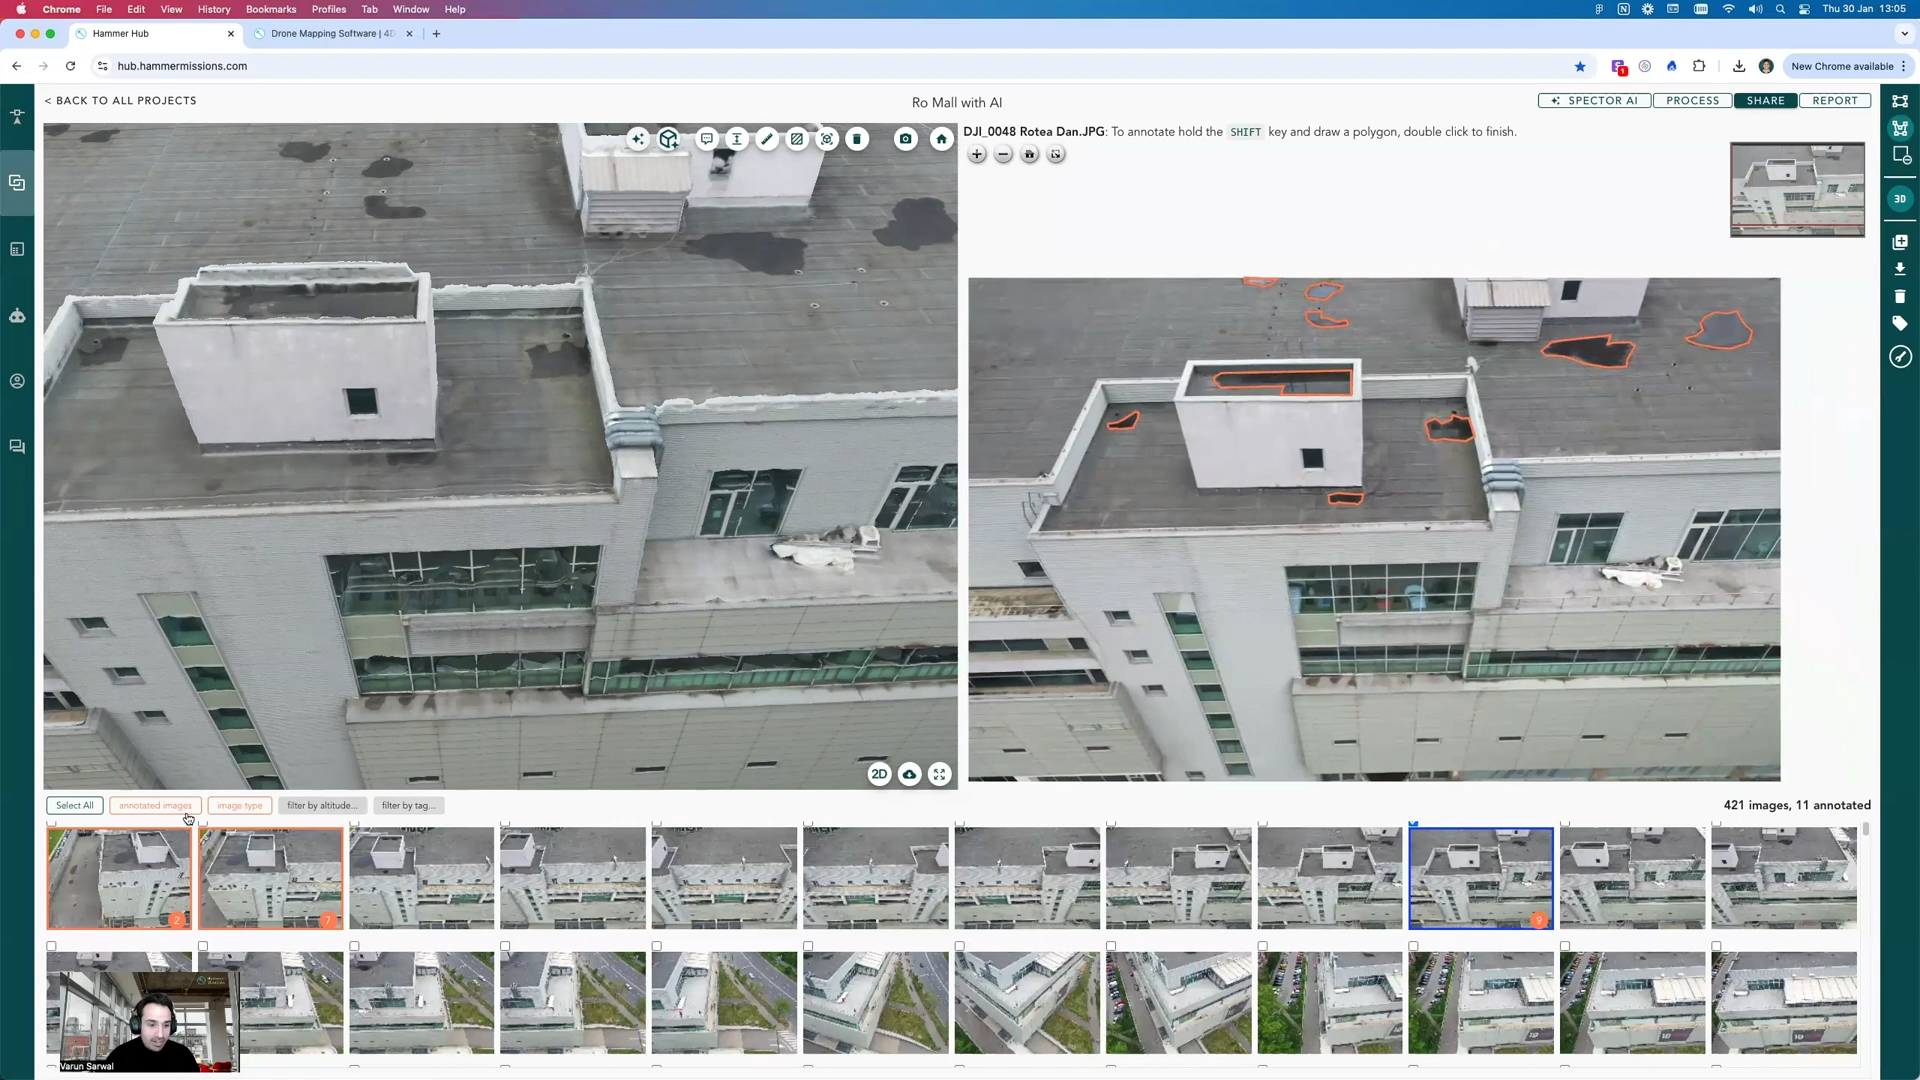 Chrome File Edit View History Bookmarks Profiles Tab Window Help Thu 30 Jan 13:05
Hammer Hub Drone Mapping Software | 4D
hub.hammermissions.com New Chrome available
< BACK TO ALL PROJECTS Ro Mall with AI SPECTOR AI PROCESS SHARE REPORT
DJI_0048 Rotea Dan.JPG: To annotate hold the SHIFT key and draw a polygon, double click to finish.
3D
2D
Select All annotated images image type filter by altitude... filter by tag... 421 images, 11 annotated
2 7 9
Varun Sarwal